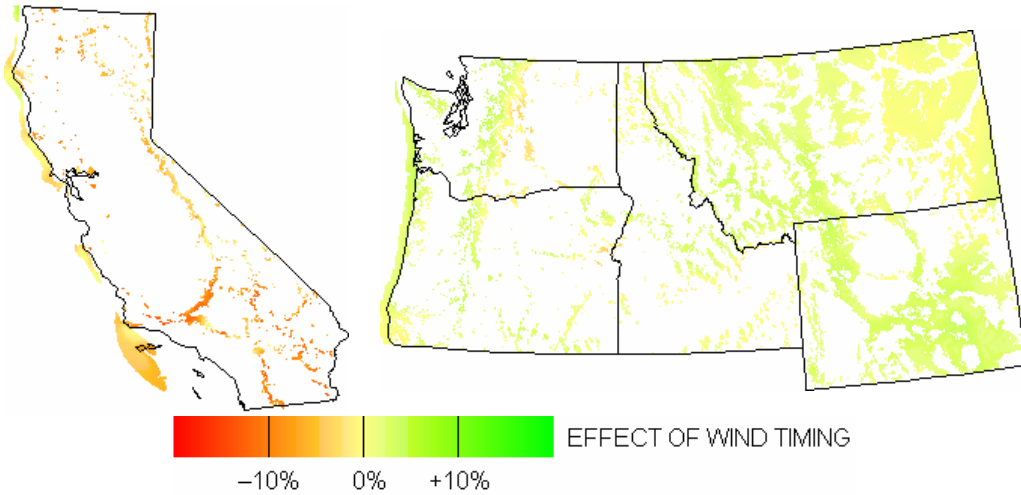 EFFECT OF WIND TIMING
–10% 0% +10%